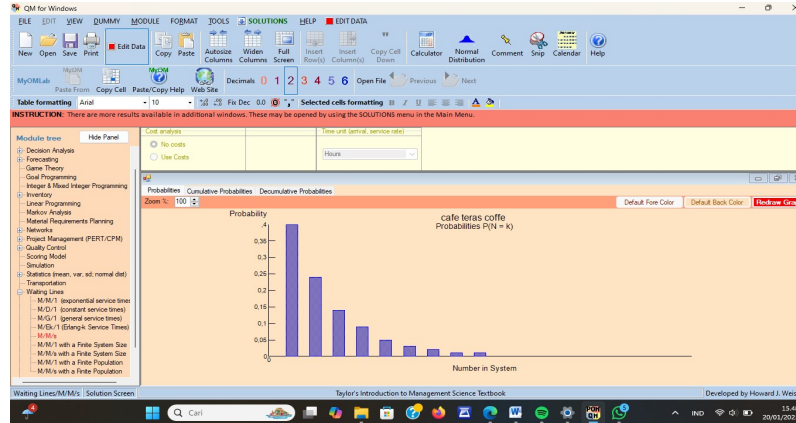 QM for Windows
FILE EDIT VIEW DUMMY MODULE FORMAT TOOLS SOLUTIONS HELP EDIT DATA
New Open Save Print Edit Data Copy Paste Autosize Columns Widen Columns Full Screen Insert Row(s) Insert Column(s) Copy Cell Down Calculator Normal Distribution Comment Snip Calendar Help
MyOMLab MyOM Paste From Copy Cell MyOM Paste/Copy Help Web Site Decimals 0 1 2 3 4 5 6 Open File Previous Next
Table formatting Arial 10 Fix Dec 0.0 Selected cells formatting B I U
INSTRUCTION: There are more results available in additional windows. These may be opened by using the SOLUTIONS menu in the Main Menu.
Module tree Hide Panel
Decision Analysis
Forecasting
Game Theory
Goal Programming
Integer & Mixed Integer Programming
Inventory
Linear Programming
Markov Analysis
Material Requirements Planning
Networks
Project Management (PERT/CPM)
Quality Control
Scoring Model
Simulation
Statistics (mean, var, sd; normal dist)
Transportation
Waiting Lines
M/M/1 (exponential service times
M/D/1 (constant service times)
M/G/1 (general service times)
M/Ek/1 (Erlang-k Service Times)
M/M/s
M/M/1 with a Finite System Size
M/M/s with a Finite System Size
M/M/1 with a Finite Population
M/M/s with a Finite Population
Cost analysis
No costs
Use Costs
Time unit (arrival, service rate)
Hours
Probabilities Cumulative Probabilities Decumulative Probabilities
Zoom %: 100 Default Fore Color Default Back Color Redraw Gra
Probability
cafe teras coffe
Probabilities P(N = k)
,4
0,35
0,3
0,25
0,2
0,15
0,1
0,05
0
0
Number in System
Waiting Lines/M/M/s Solution Screen Taylor's Introduction to Management Science Textbook Developed by Howard J. Weis
4 Cari POM QM 3 IND 15.4
20/01/202